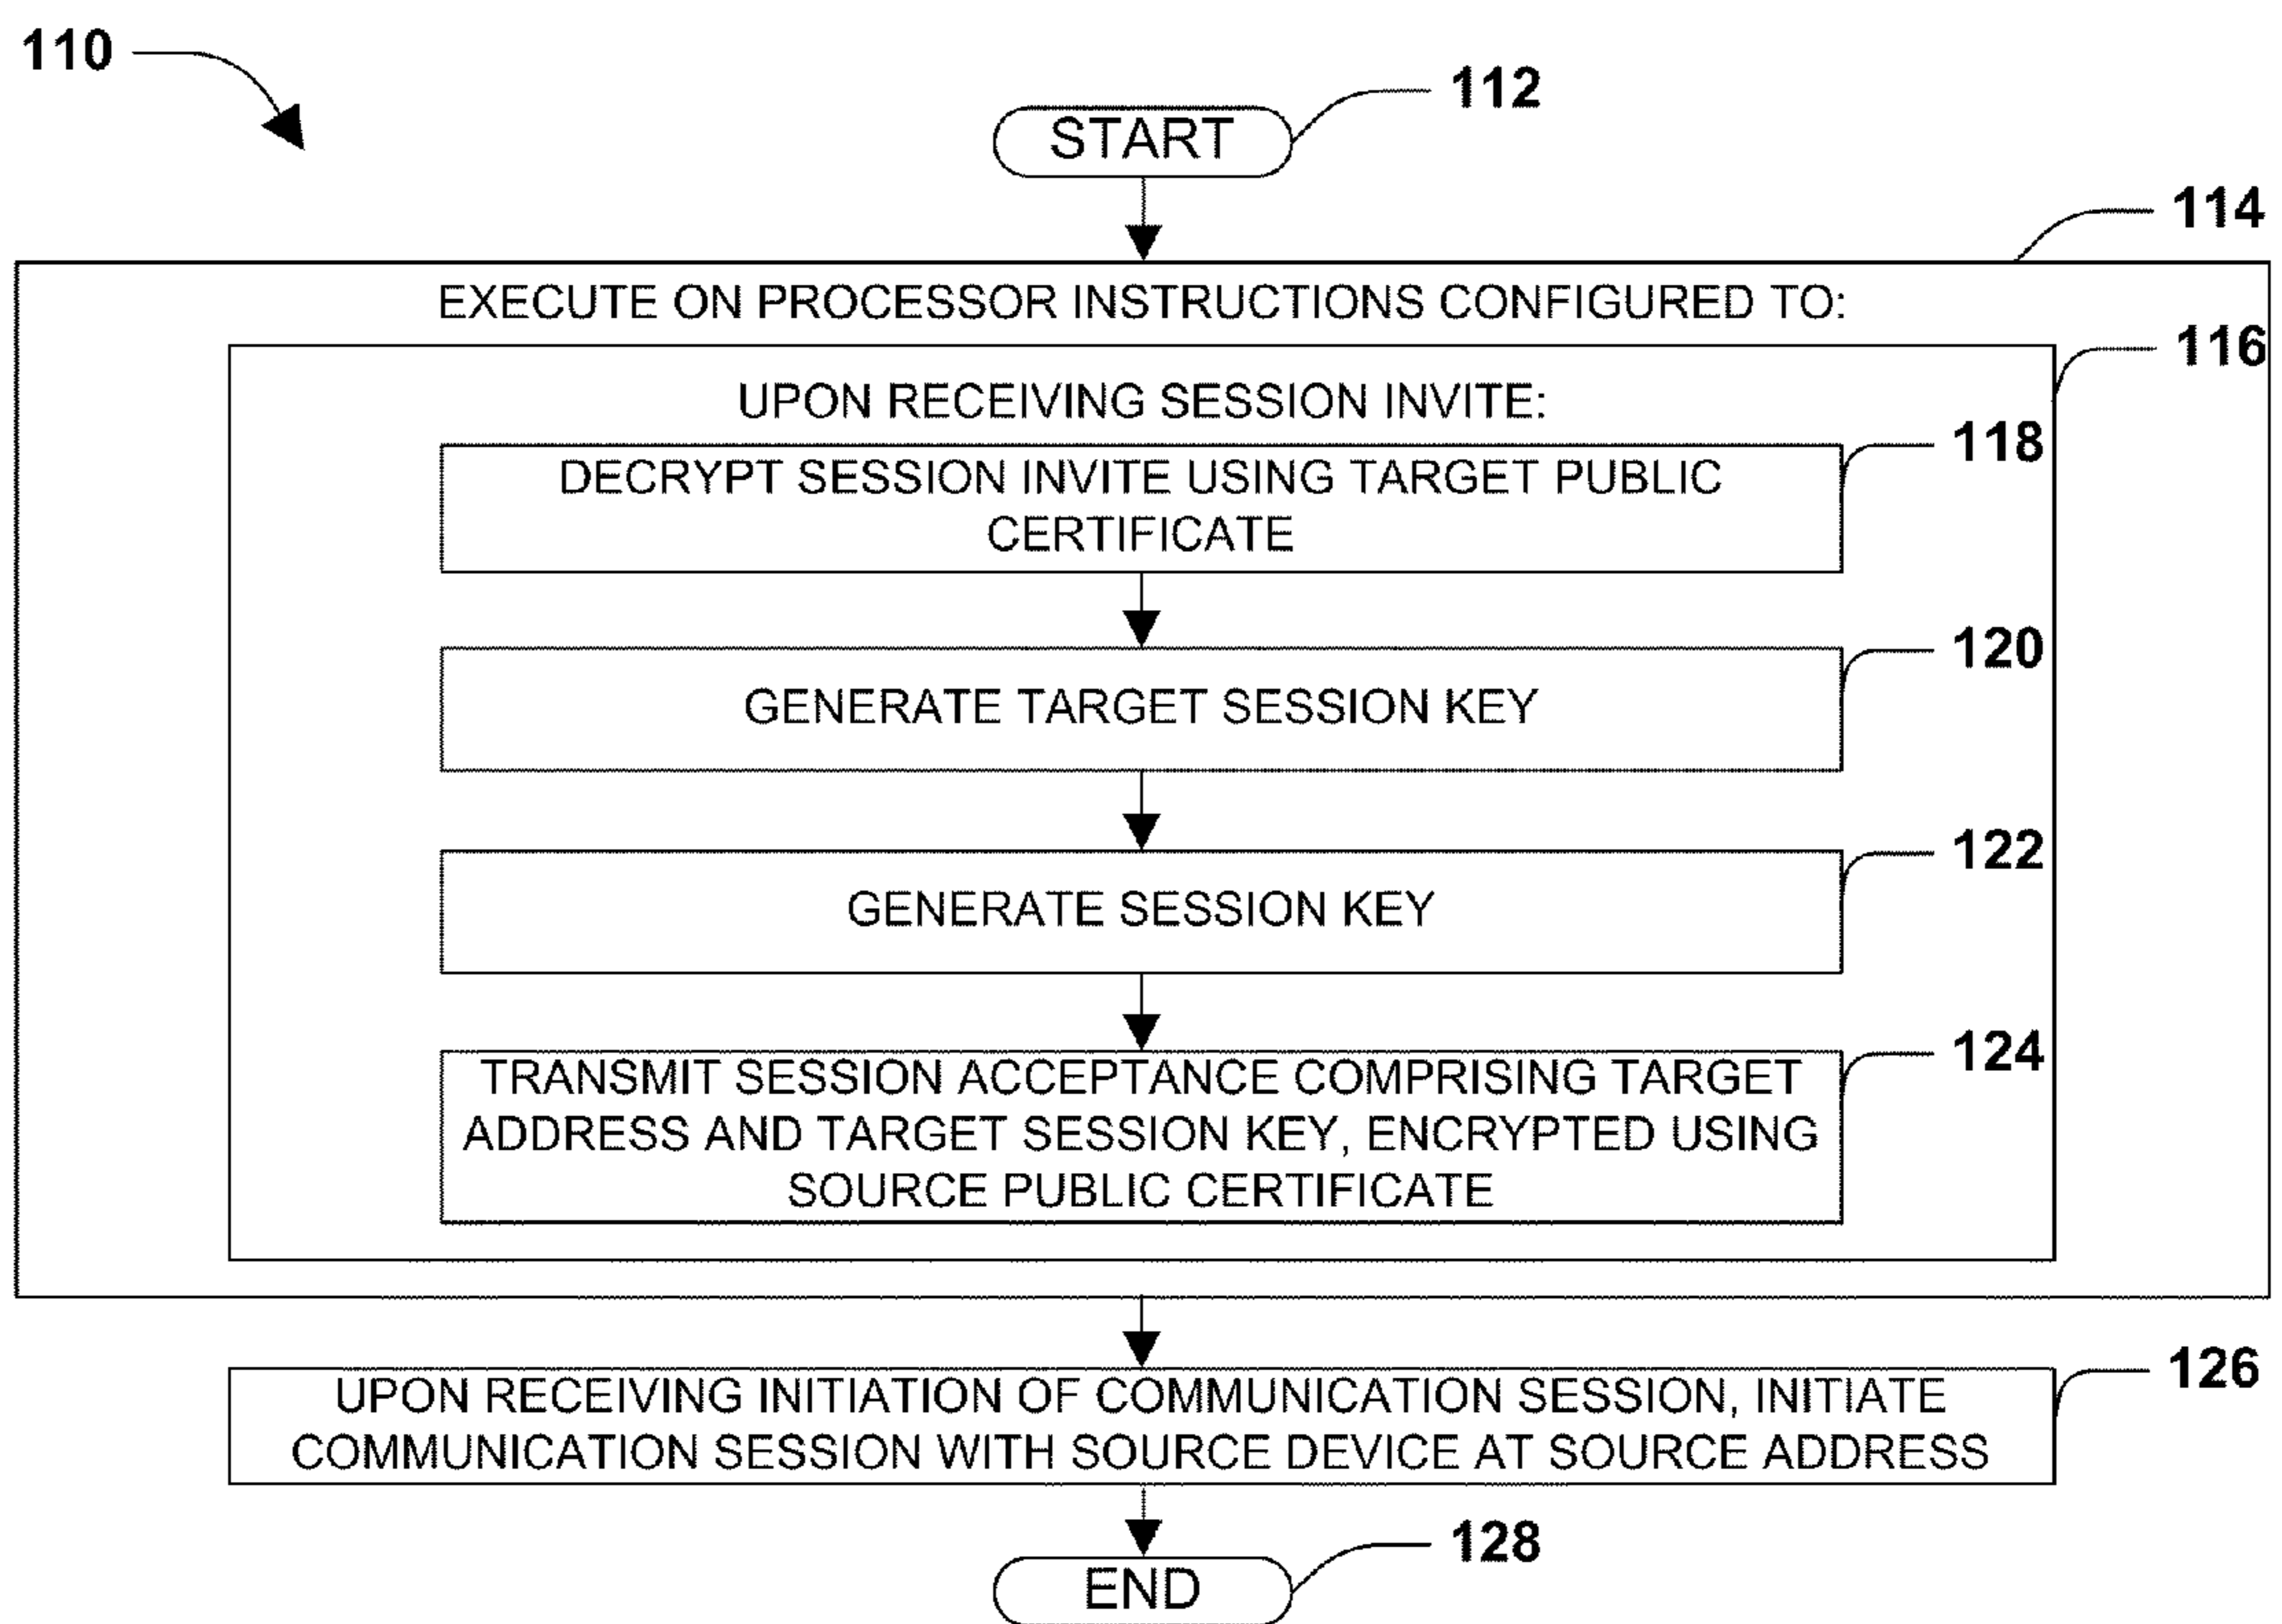 110
112
START
114
EXECUTE ON PROCESSOR INSTRUCTIONS CONFIGURED TO:
116
UPON RECEIVING SESSION INVITE:
118
DECRYPT SESSION INVITE USING TARGET PUBLIC
CERTIFICATE
120
GENERATE TARGET SESSION KEY
122
GENERATE SESSION KEY
124
TRANSMIT SESSION ACCEPTANCE COMPRISING TARGET
ADDRESS AND TARGET SESSION KEY, ENCRYPTED USING
SOURCE PUBLIC CERTIFICATE
126
UPON RECEIVING INITIATION OF COMMUNICATION SESSION, INITIATE
COMMUNICATION SESSION WITH SOURCE DEVICE AT SOURCE ADDRESS
128
END